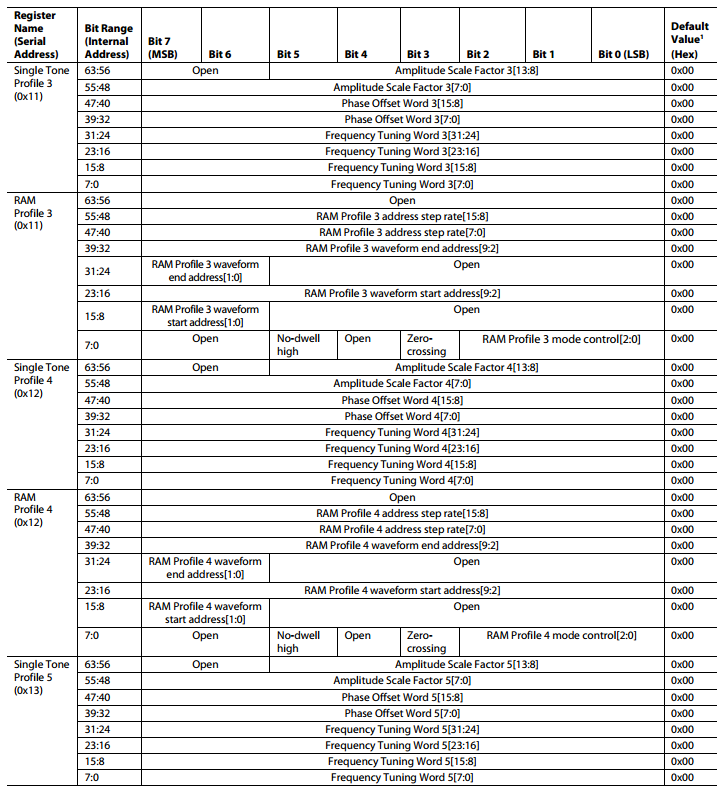 Register Name (Serial Address) Bit Range (Internal Address) Bit 7 (MSB) Bit 6 Bit 5 Bit 4 Bit 3 Bit 2 Bit 1 Bit 0 (LSB) Default Value1 (Hex)
Single Tone Profile 3 (0x11) 63:56 Open Amplitude Scale Factor 3[13:8] 0x00
55:48 Amplitude Scale Factor 3[7:0] 0x00
47:40 Phase Offset Word 3[15:8] 0x00
39:32 Phase Offset Word 3[7:0] 0x00
31:24 Frequency Tuning Word 3[31:24] 0x00
23:16 Frequency Tuning Word 3[23:16] 0x00
15:8 Frequency Tuning Word 3[15:8] 0x00
7:0 Frequency Tuning Word 3[7:0] 0x00
RAM Profile 3 (0x11) 63:56 Open 0x00
55:48 RAM Profile 3 address step rate[15:8] 0x00
47:40 RAM Profile 3 address step rate[7:0] 0x00
39:32 RAM Profile 3 waveform end address[9:2] 0x00
31:24 RAM Profile 3 waveform end address[1:0] Open 0x00
23:16 RAM Profile 3 waveform start address[9:2] 0x00
15:8 RAM Profile 3 waveform start address[1:0] Open 0x00
7:0 Open No-dwell high Open Zero-crossing RAM Profile 3 mode control[2:0] 0x00
Single Tone Profile 4 (0x12) 63:56 Open Amplitude Scale Factor 4[13:8] 0x00
55:48 Amplitude Scale Factor 4[7:0] 0x00
47:40 Phase Offset Word 4[15:8] 0x00
39:32 Phase Offset Word 4[7:0] 0x00
31:24 Frequency Tuning Word 4[31:24] 0x00
23:16 Frequency Tuning Word 4[23:16] 0x00
15:8 Frequency Tuning Word 4[15:8] 0x00
7:0 Frequency Tuning Word 4[7:0] 0x00
RAM Profile 4 (0x12) 63:56 Open 0x00
55:48 RAM Profile 4 address step rate[15:8] 0x00
47:40 RAM Profile 4 address step rate[7:0] 0x00
39:32 RAM Profile 4 waveform end address[9:2] 0x00
31:24 RAM Profile 4 waveform end address[1:0] Open 0x00
23:16 RAM Profile 4 waveform start address[9:2] 0x00
15:8 RAM Profile 4 waveform start address[1:0] Open 0x00
7:0 Open No-dwell high Open Zero-crossing RAM Profile 4 mode control[2:0] 0x00
Single Tone Profile 5 (0x13) 63:56 Open Amplitude Scale Factor 5[13:8] 0x00
55:48 Amplitude Scale Factor 5[7:0] 0x00
47:40 Phase Offset Word 5[15:8] 0x00
39:32 Phase Offset Word 5[7:0] 0x00
31:24 Frequency Tuning Word 5[31:24] 0x00
23:16 Frequency Tuning Word 5[23:16] 0x00
15:8 Frequency Tuning Word 5[15:8] 0x00
7:0 Frequency Tuning Word 5[7:0] 0x00